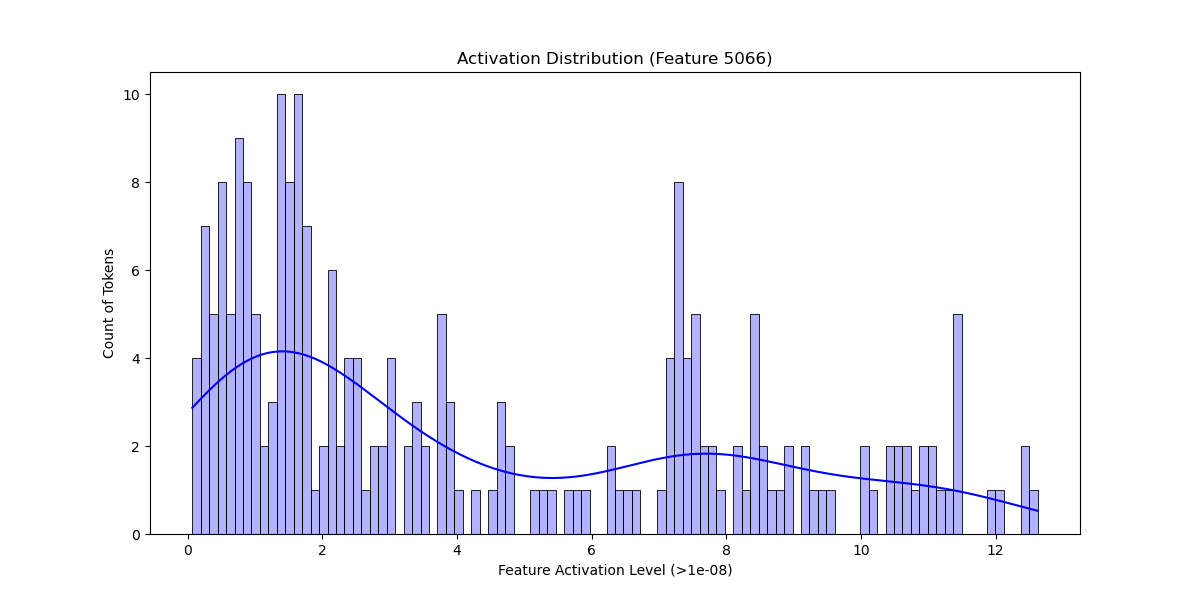 Activation Distribution (Feature 5066)
Count of Tokens
10
8
6
4
2
0
0 2 4 6 8 10 12
Feature Activation Level (>1e-08)